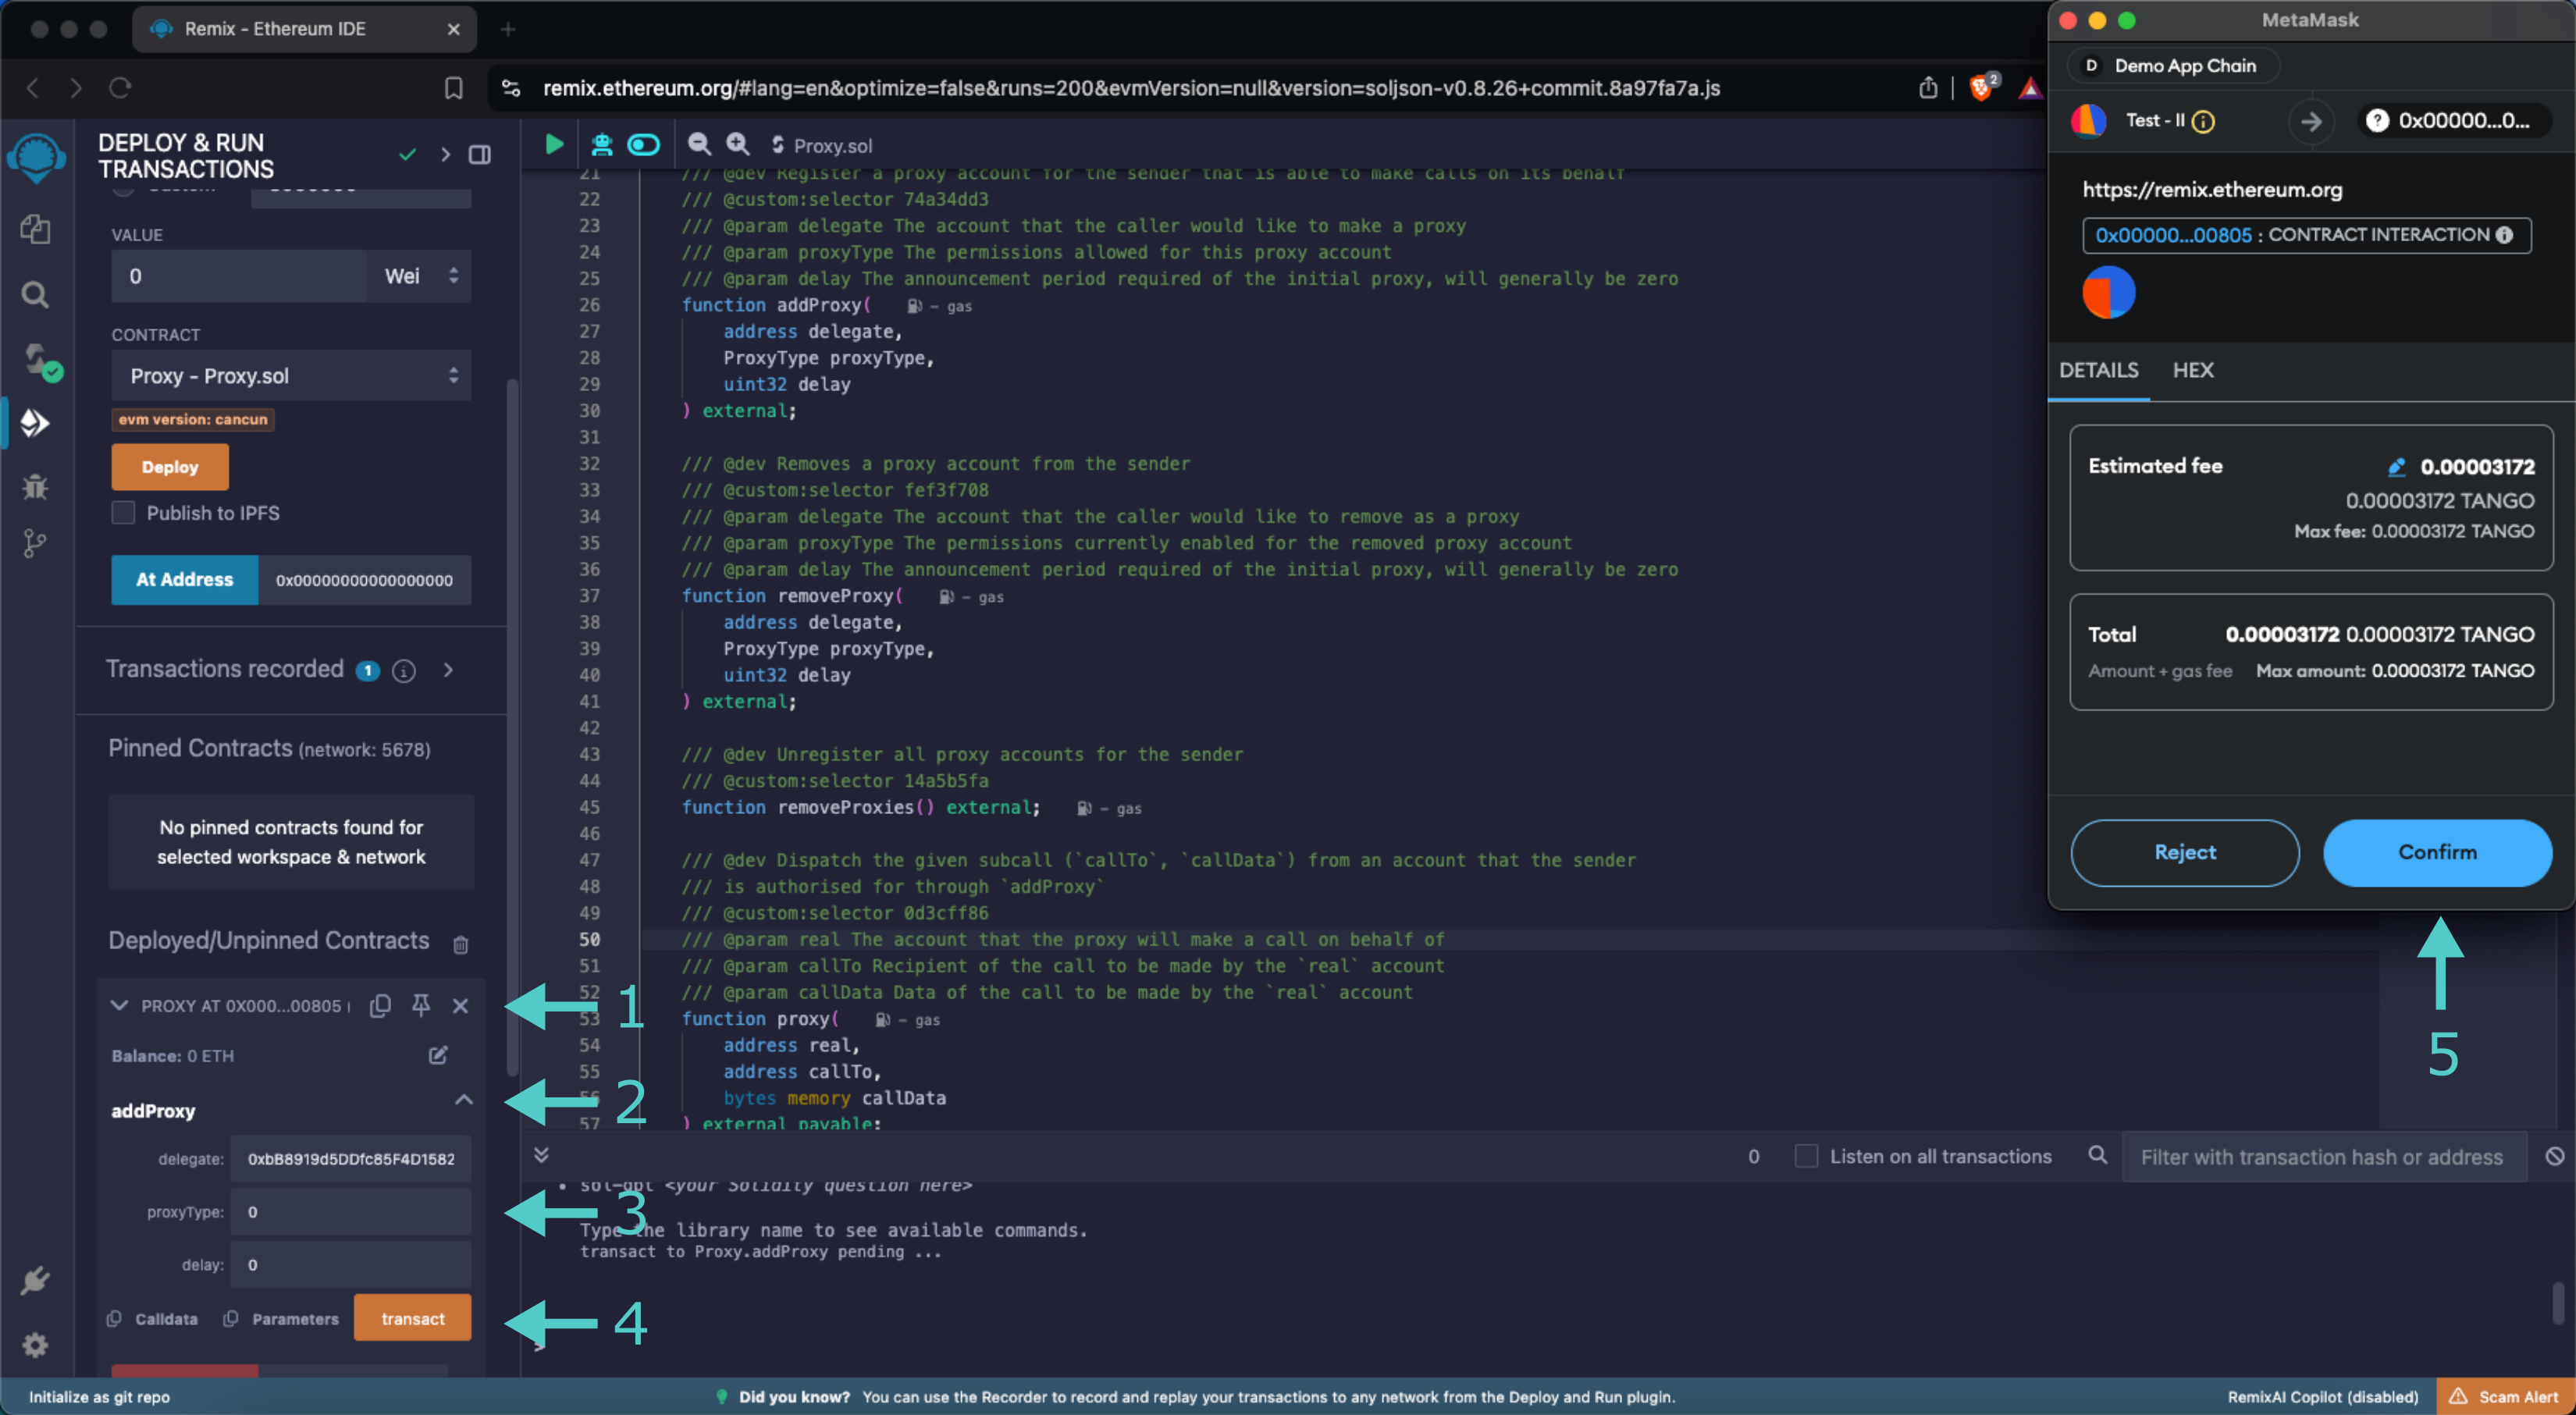 Remix - Ethereum IDE
remix.ethereum.org/#lang=en&optimize=false&runs=200&evmVersion=null&version=soljson-v0.8.26+commit.8a97fa7a.js
2
DEPLOY & RUN
TRANSACTIONS
VALUE
0
Wei
CONTRACT
Proxy - Proxy.sol
evm version: cancun
Deploy
Publish to IPFS
At Address
0x00000000000000000
Transactions recorded 1 i
Pinned Contracts (network: 5678)
No pinned contracts found for
selected workspace & network
Deployed/Unpinned Contracts
PROXY AT 0X000...00805
Balance: 0 ETH
addProxy
delegate: 0xbB8919d5DDfc85F4D1582
proxyType: 0
delay: 0
Calldata Parameters transact
1
2
3
4
Proxy.sol
21 /// @dev Register a proxy account for the sender that is able to make calls on its behalf
22 /// @custom:selector 74a34dd3
23 /// @param delegate The account that the caller would like to make a proxy
24 /// @param proxyType The permissions allowed for this proxy account
25 /// @param delay The announcement period required of the initial proxy, will generally be zero
26 function addProxy( - gas
27 address delegate,
28 ProxyType proxyType,
29 uint32 delay
30 ) external;
31
32 /// @dev Removes a proxy account from the sender
33 /// @custom:selector fef3f708
34 /// @param delegate The account that the caller would like to remove as a proxy
35 /// @param proxyType The permissions currently enabled for the removed proxy account
36 /// @param delay The announcement period required of the initial proxy, will generally be zero
37 function removeProxy( - gas
38 address delegate,
39 ProxyType proxyType,
40 uint32 delay
41 ) external;
42
43 /// @dev Unregister all proxy accounts for the sender
44 /// @custom:selector 14a5b5fa
45 function removeProxies() external; - gas
46
47 /// @dev Dispatch the given subcall (`callTo`, `callData`) from an account that the sender
48 /// is authorised for through `addProxy`
49 /// @custom:selector 0d3cff86
50 /// @param real The account that the proxy will make a call on behalf of
51 /// @param callTo Recipient of the call to be made by the `real` account
52 /// @param callData Data of the call to be made by the `real` account
53 function proxy( - gas
54 address real,
55 address callTo,
56 bytes memory callData
57 ) external payable;
0
Listen on all transactions
Filter with transaction hash or address
• sol-gpt <your Solidity question here>
Type the library name to see available commands.
transact to Proxy.addProxy pending ...
>
MetaMask
D Demo App Chain
Test - II
? 0x00000...0...
https://remix.ethereum.org
0x00000...00805 : CONTRACT INTERACTION
DETAILS HEX
Estimated fee 0.00003172
0.00003172 TANGO
Max fee: 0.00003172 TANGO
Total 0.00003172 0.00003172 TANGO
Amount + gas fee Max amount: 0.00003172 TANGO
Reject
Confirm
5
Initialize as git repo
Did you know? You can use the Recorder to record and replay your transactions to any network from the Deploy and Run plugin.
RemixAI Copilot (disabled)
Scam Alert